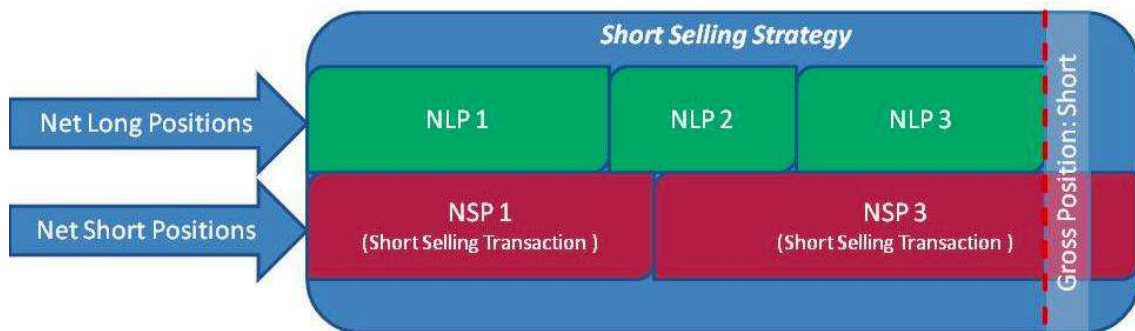 Short Selling Strategy
Net Long Positions
NLP 1
NLP 2
NLP 3
Net Short Positions
NSP 1
(Short Selling Transaction )
NSP 3
(Short Selling Transaction )
Gross Position: Short